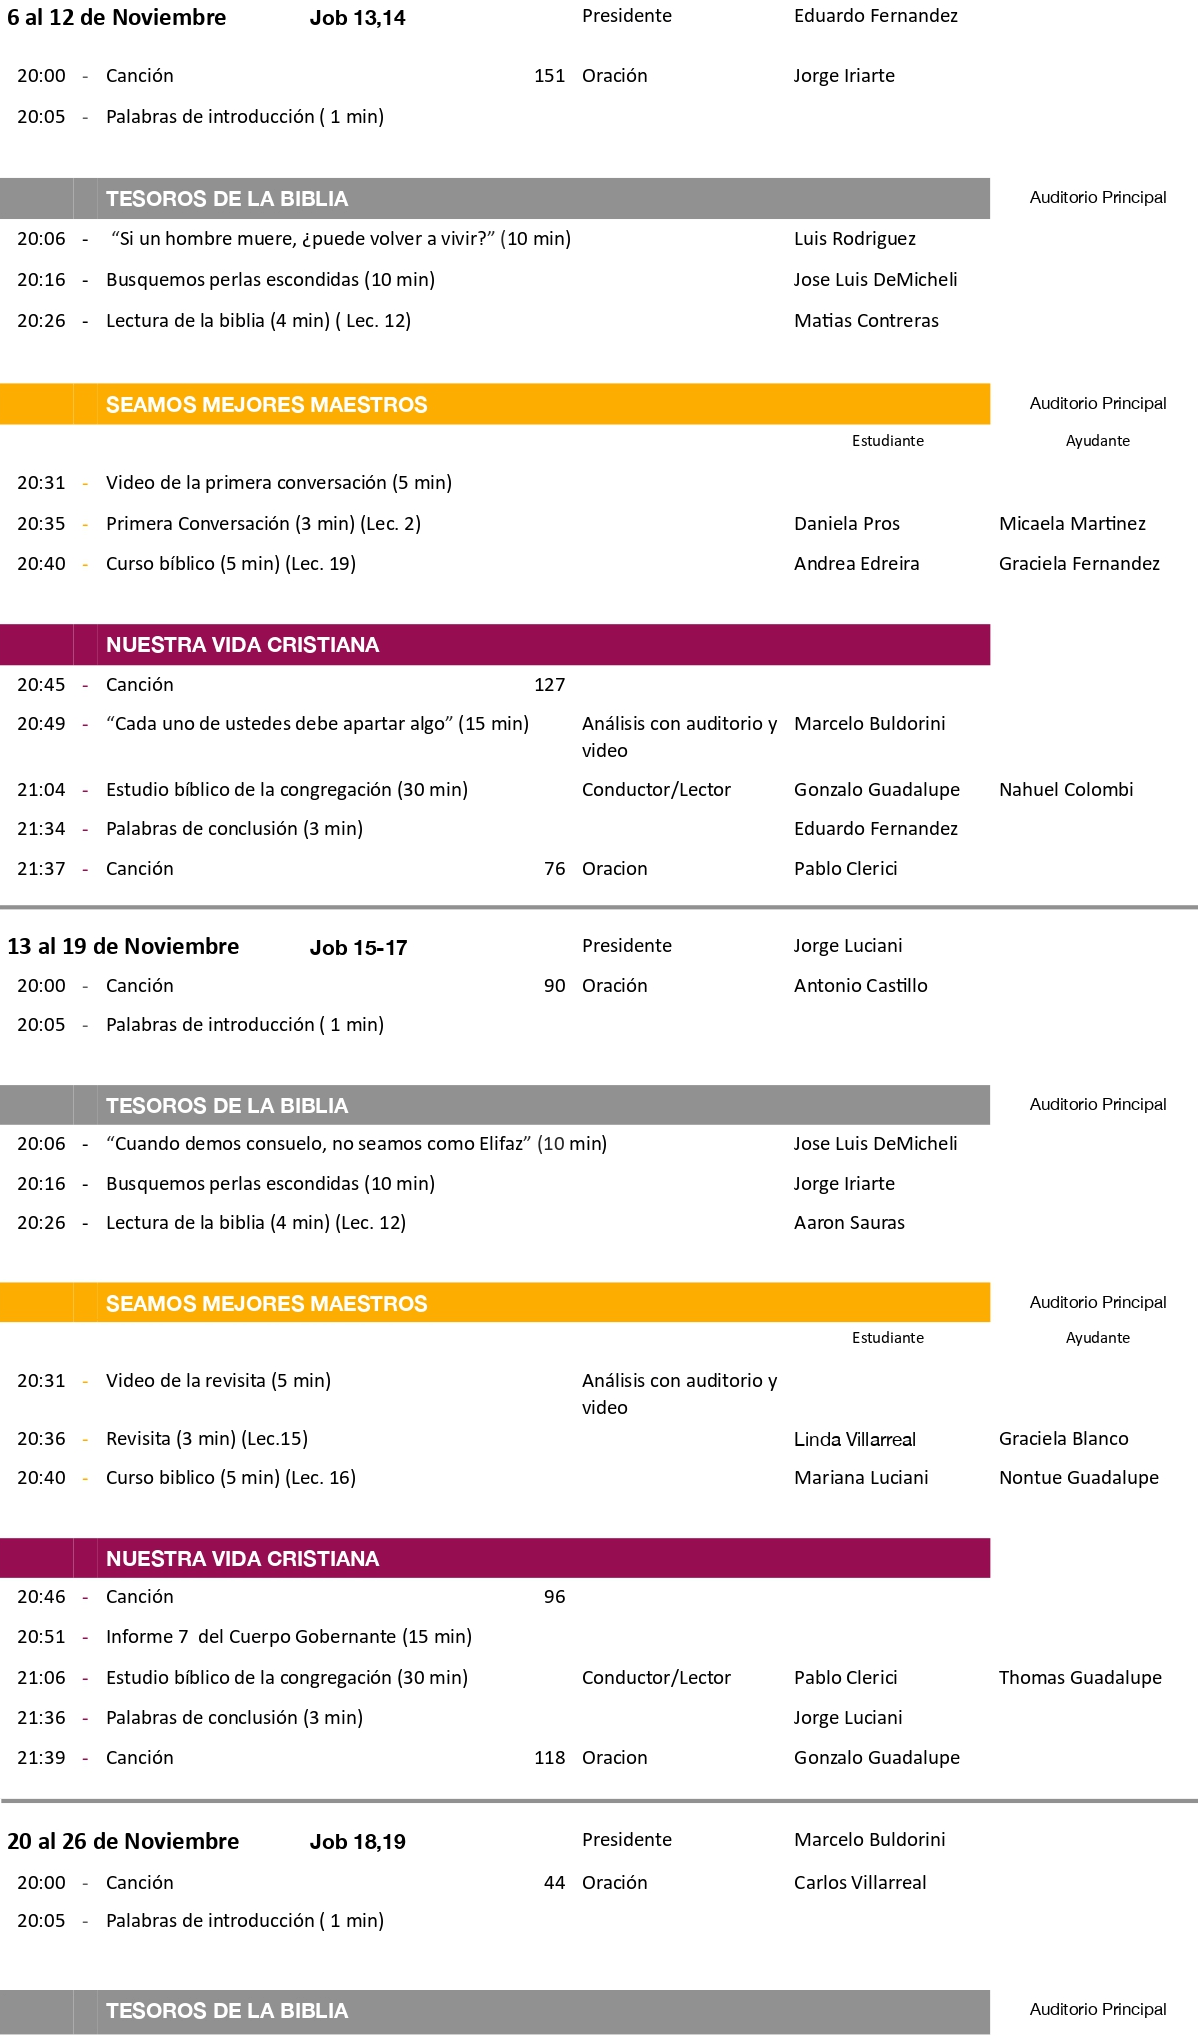 6 al 12 de Noviembre Job 13,14 Presidente Eduardo Fernandez
20:00 - Canción 151 Oración Jorge Iriarte
20:05 - Palabras de introducción ( 1 min)
TESOROS DE LA BIBLIA Auditorio Principal
20:06 - “Si un hombre muere, ¿puede volver a vivir?” (10 min) Luis Rodriguez
20:16 - Busquemos perlas escondidas (10 min) Jose Luis DeMicheli
20:26 - Lectura de la biblia (4 min) ( Lec. 12) Matias Contreras
SEAMOS MEJORES MAESTROS Auditorio Principal
Estudiante Ayudante
20:31 - Video de la primera conversación (5 min)
20:35 - Primera Conversación (3 min) (Lec. 2) Daniela Pros Micaela Martinez
20:40 - Curso bíblico (5 min) (Lec. 19) Andrea Edreira Graciela Fernandez
NUESTRA VIDA CRISTIANA
20:45 - Canción 127
20:49 - “Cada uno de ustedes debe apartar algo” (15 min) Análisis con auditorio y Marcelo Buldorini
video
21:04 - Estudio bíblico de la congregación (30 min) Conductor/Lector Gonzalo Guadalupe Nahuel Colombi
21:34 - Palabras de conclusión (3 min) Eduardo Fernandez
21:37 - Canción 76 Oracion Pablo Clerici
13 al 19 de Noviembre Job 15-17 Presidente Jorge Luciani
20:00 - Canción 90 Oración Antonio Castillo
20:05 - Palabras de introducción ( 1 min)
TESOROS DE LA BIBLIA Auditorio Principal
20:06 - “Cuando demos consuelo, no seamos como Elifaz” (10 min) Jose Luis DeMicheli
20:16 - Busquemos perlas escondidas (10 min) Jorge Iriarte
20:26 - Lectura de la biblia (4 min) (Lec. 12) Aaron Sauras
SEAMOS MEJORES MAESTROS Auditorio Principal
Estudiante Ayudante
20:31 - Video de la revisita (5 min) Análisis con auditorio y
video
20:36 - Revisita (3 min) (Lec.15) Linda Villarreal Graciela Blanco
20:40 - Curso biblico (5 min) (Lec. 16) Mariana Luciani Nontue Guadalupe
NUESTRA VIDA CRISTIANA
20:46 - Canción 96
20:51 - Informe 7 del Cuerpo Gobernante (15 min)
21:06 - Estudio bíblico de la congregación (30 min) Conductor/Lector Pablo Clerici Thomas Guadalupe
21:36 - Palabras de conclusión (3 min) Jorge Luciani
21:39 - Canción 118 Oracion Gonzalo Guadalupe
20 al 26 de Noviembre Job 18,19 Presidente Marcelo Buldorini
20:00 - Canción 44 Oración Carlos Villarreal
20:05 - Palabras de introducción ( 1 min)
TESOROS DE LA BIBLIA Auditorio Principal